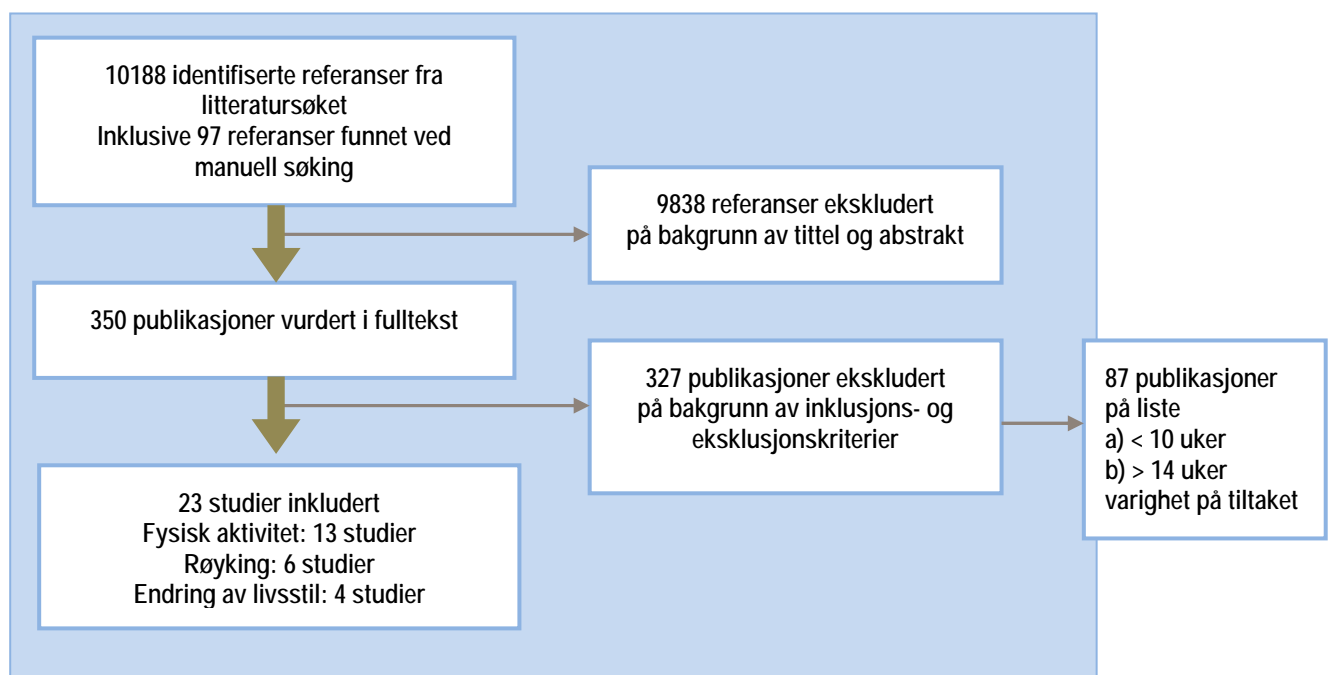 10188 identifiserte referanser fra
litteratursøket
Inklusive 97 referanser funnet ved
manuell søking
9838 referanser ekskludert
på bakgrunn av tittel og abstrakt
350 publikasjoner vurdert i fulltekst
327 publikasjoner ekskludert
på bakgrunn av inklusjons- og
eksklusjonskriterier
87 publikasjoner
på liste
a) < 10 uker
b) > 14 uker
varighet på tiltaket
23 studier inkludert
Fysisk aktivitet: 13 studier
Røyking: 6 studier
Endring av livsstil: 4 studier